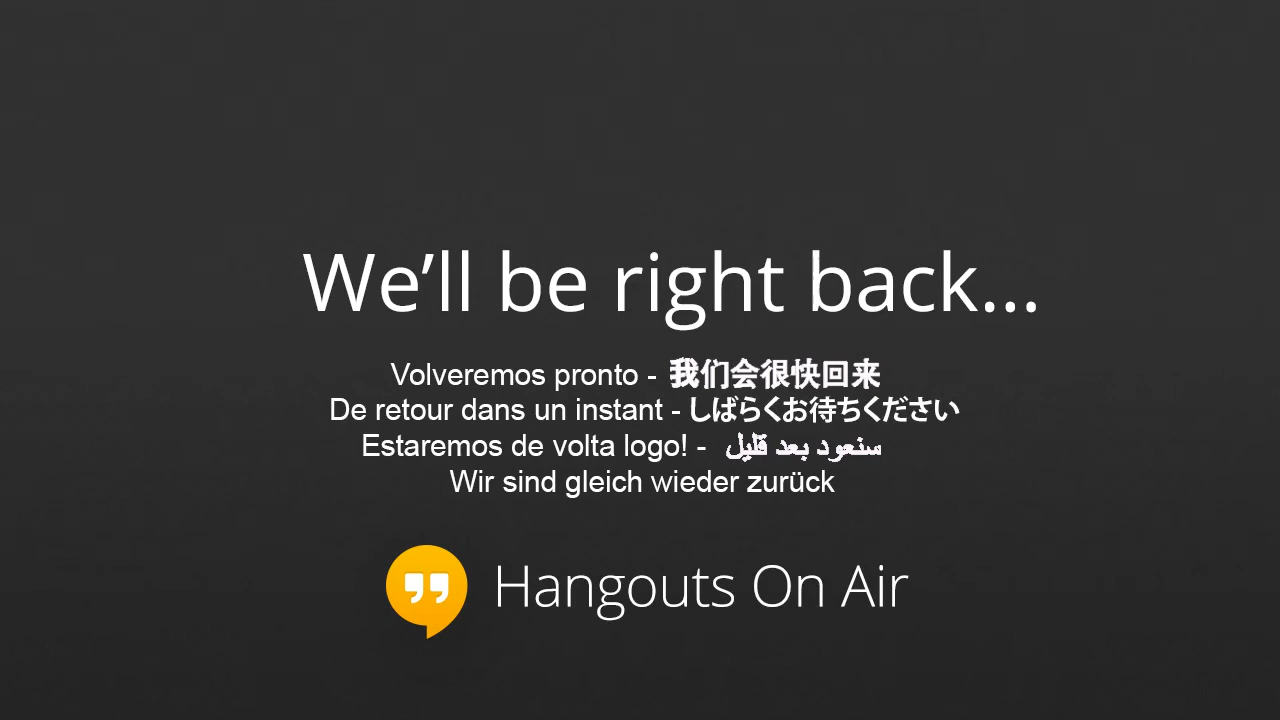 We’ll be right back...
Volveremos pronto - 我们会很快回来
De retour dans un instant - しばらくお待ちください
Estaremos de volta logo! - سنعود بعد قليل
Wir sind gleich wieder zurück
Hangouts On Air